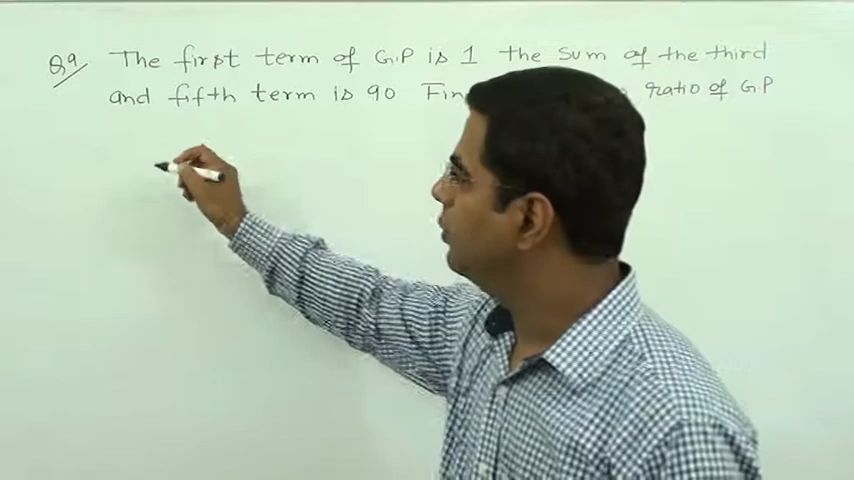 Q9 The first term of G.P is 1 The sum of the third
and fifth term is 90 Fin ratio of G.P